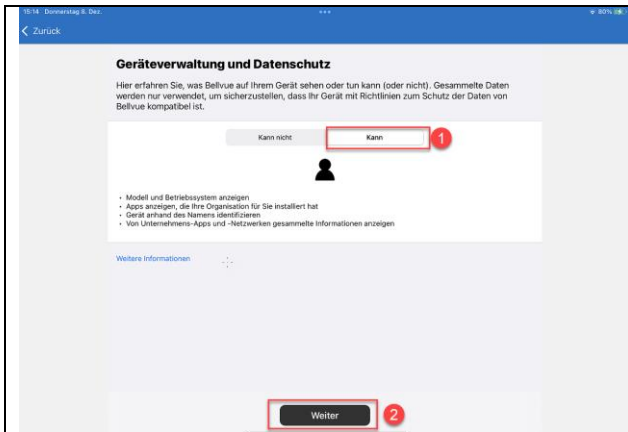 15:14 Donnerstag 8. Dez.
80%
Zurück
Geräteverwaltung und Datenschutz
Hier erfahren Sie, was Bellvue auf Ihrem Gerät sehen oder tun kann (oder nicht). Gesammelte Daten
werden nur verwendet, um sicherzustellen, dass Ihr Gerät mit Richtlinien zum Schutz der Daten von
Bellvue kompatibel ist.
Kann nicht Kann 1
• Modell und Betriebssystem anzeigen
• Apps anzeigen, die Ihre Organisation für Sie installiert hat
• Gerät anhand des Namens identifizieren
• Von Unternehmens-Apps und -Netzwerken gesammelte Informationen anzeigen
Weitere Informationen
Weiter 2